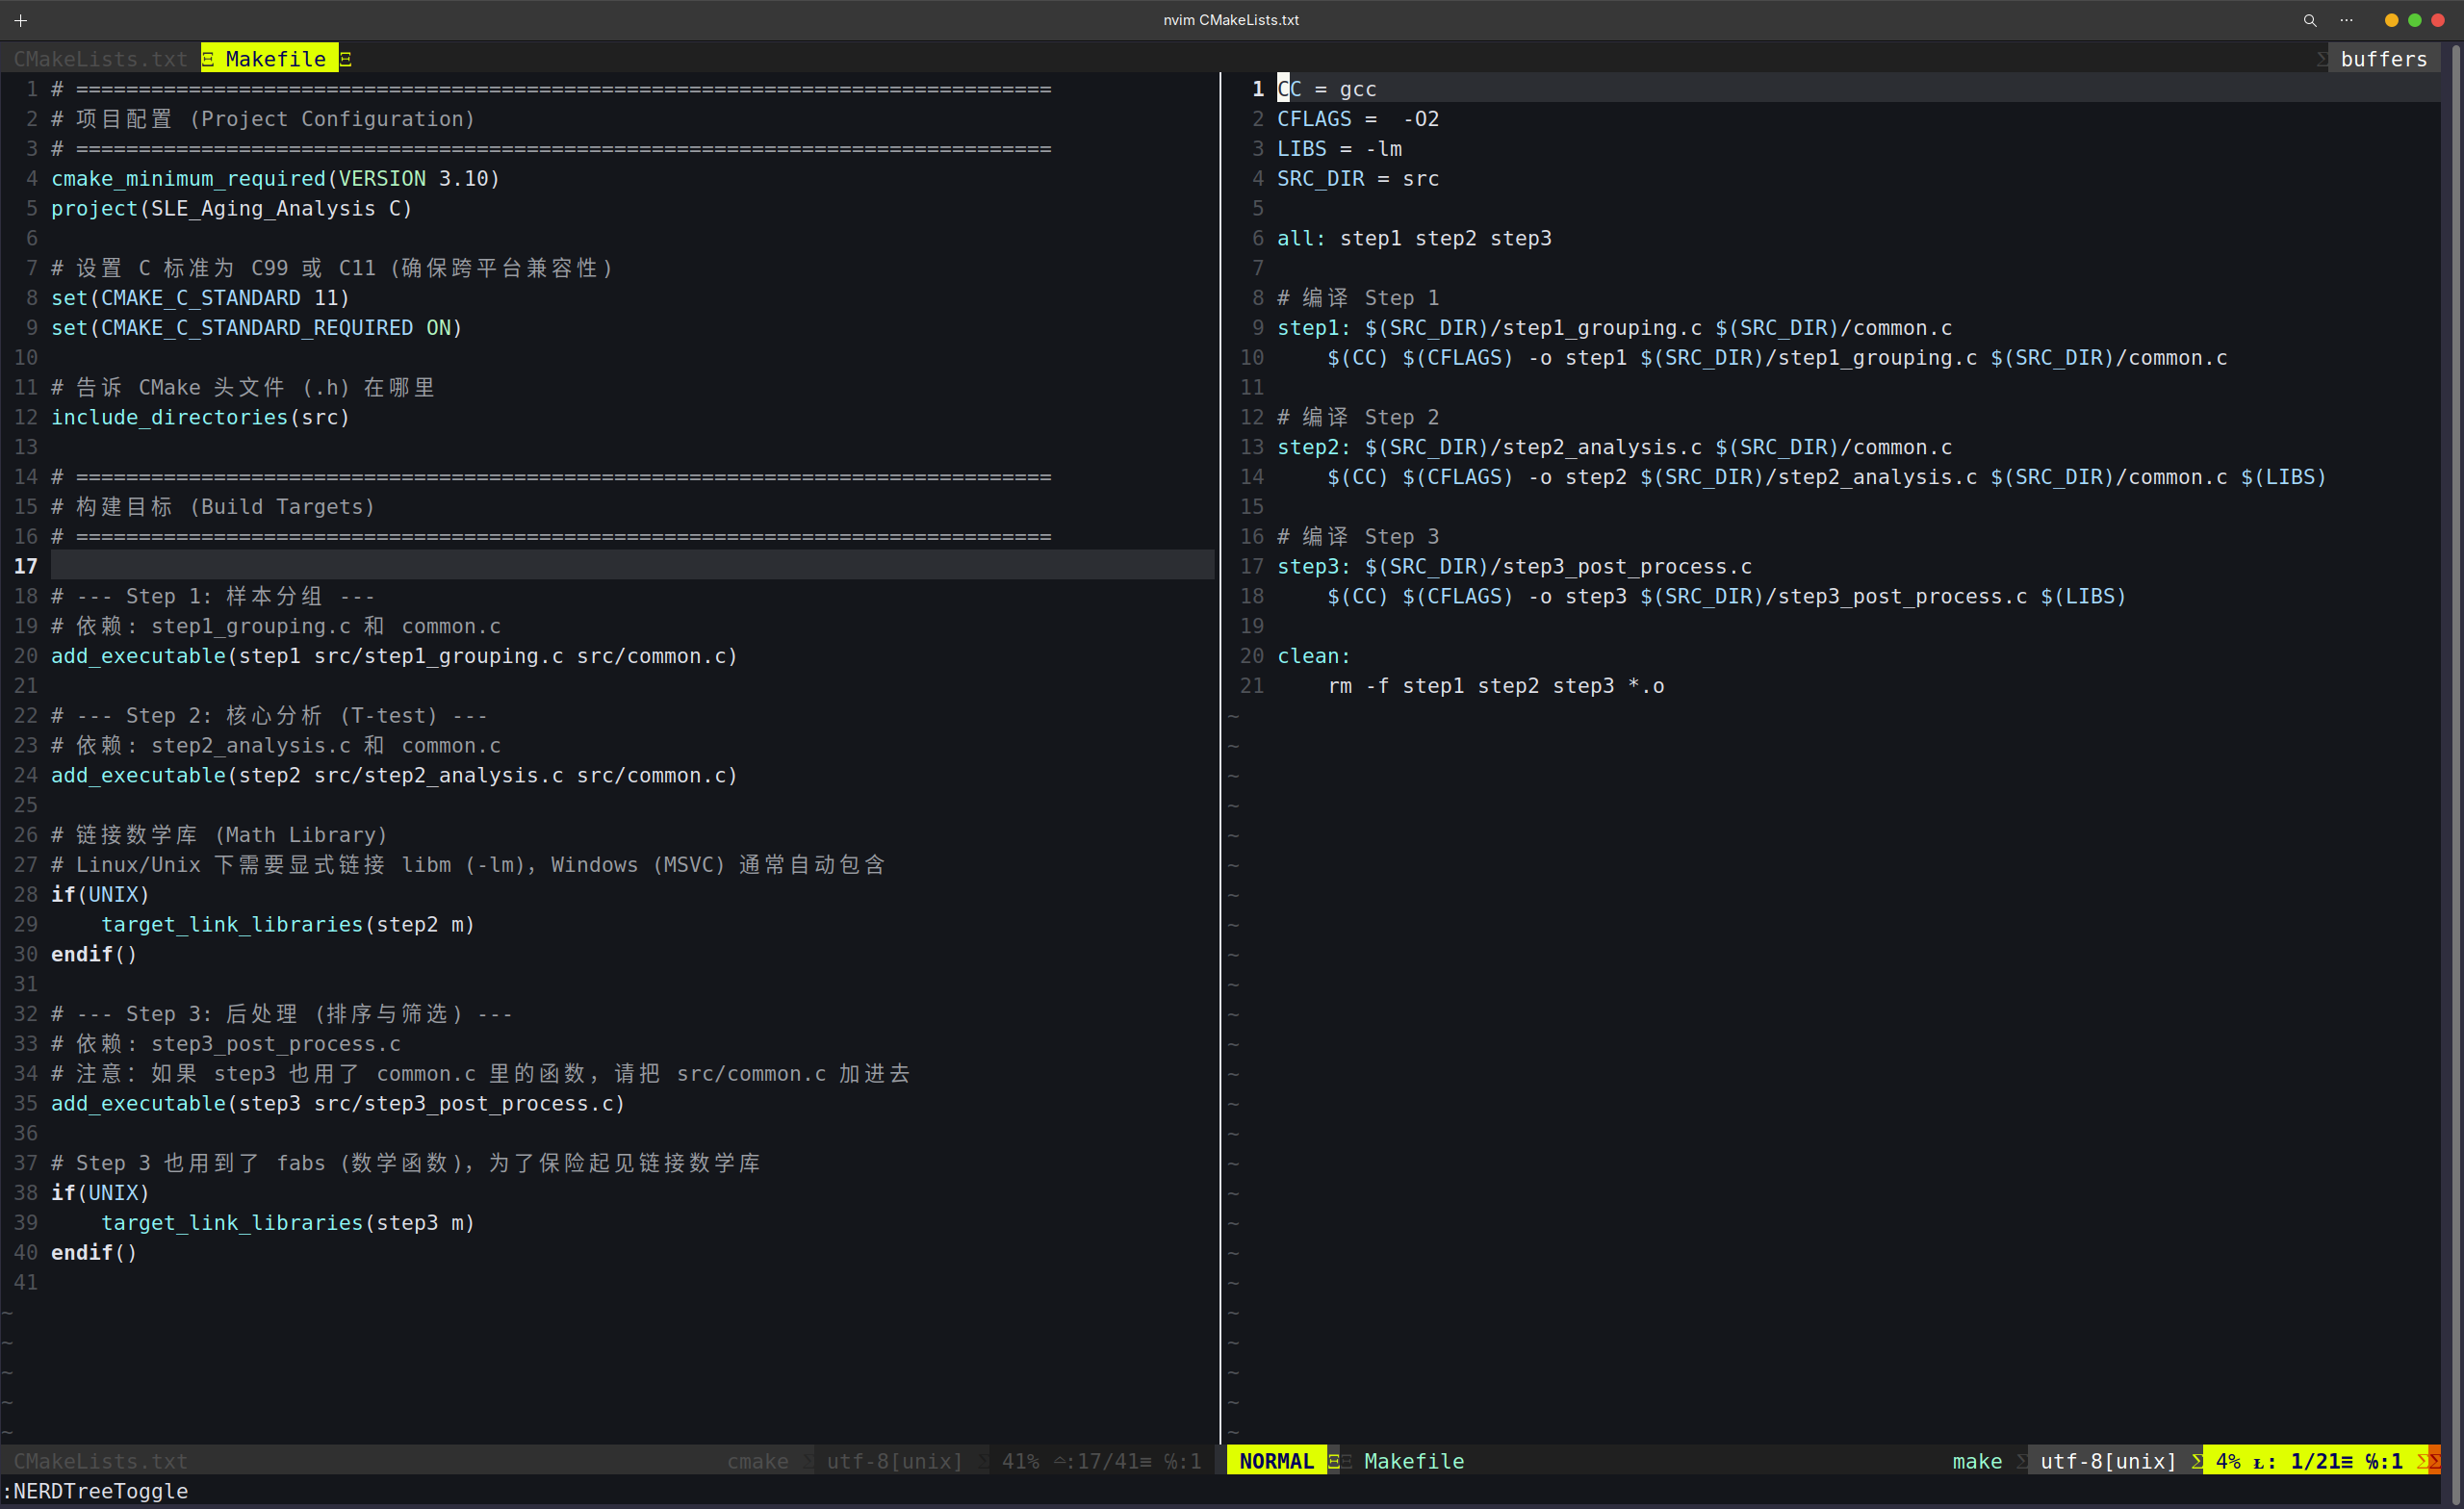 nvim CMakeLists.txt
CMakeLists.txt Makefile buffers
1 # ==============================================================================
2 # 项目配置 (Project Configuration)
3 # ==============================================================================
4 cmake_minimum_required(VERSION 3.10)
5 project(SLE_Aging_Analysis C)
6
7 # 设置 C 标准为 C99 或 C11 (确保跨平台兼容性)
8 set(CMAKE_C_STANDARD 11)
9 set(CMAKE_C_STANDARD_REQUIRED ON)
10
11 # 告诉 CMake 头文件 (.h) 在哪里
12 include_directories(src)
13
14 # ==============================================================================
15 # 构建目标 (Build Targets)
16 # ==============================================================================
17
18 # --- Step 1: 样本分组 ---
19 # 依赖: step1_grouping.c 和 common.c
20 add_executable(step1 src/step1_grouping.c src/common.c)
21
22 # --- Step 2: 核心分析 (T-test) ---
23 # 依赖: step2_analysis.c 和 common.c
24 add_executable(step2 src/step2_analysis.c src/common.c)
25
26 # 链接数学库 (Math Library)
27 # Linux/Unix 下需要显式链接 libm (-lm)，Windows (MSVC) 通常自动包含
28 if(UNIX)
29     target_link_libraries(step2 m)
30 endif()
31
32 # --- Step 3: 后处理 (排序与筛选) ---
33 # 依赖: step3_post_process.c
34 # 注意：如果 step3 也用了 common.c 里的函数，请把 src/common.c 加进去
35 add_executable(step3 src/step3_post_process.c)
36
37 # Step 3 也用到了 fabs (数学函数)，为了保险起见链接数学库
38 if(UNIX)
39     target_link_libraries(step3 m)
40 endif()
41
CMakeLists.txt cmake utf-8[unix] 41% :17/41≡ ℅:1
1 CC = gcc
2 CFLAGS =  -O2
3 LIBS = -lm
4 SRC_DIR = src
5
6 all: step1 step2 step3
7
8 # 编译 Step 1
9 step1: $(SRC_DIR)/step1_grouping.c $(SRC_DIR)/common.c
10     $(CC) $(CFLAGS) -o step1 $(SRC_DIR)/step1_grouping.c $(SRC_DIR)/common.c
11
12 # 编译 Step 2
13 step2: $(SRC_DIR)/step2_analysis.c $(SRC_DIR)/common.c
14     $(CC) $(CFLAGS) -o step2 $(SRC_DIR)/step2_analysis.c $(SRC_DIR)/common.c $(LIBS)
15
16 # 编译 Step 3
17 step3: $(SRC_DIR)/step3_post_process.c
18     $(CC) $(CFLAGS) -o step3 $(SRC_DIR)/step3_post_process.c $(LIBS)
19
20 clean:
21     rm -f step1 step2 step3 *.o
NORMAL Makefile make utf-8[unix] 4% : 1/21≡ ℅:1
:NERDTreeToggle